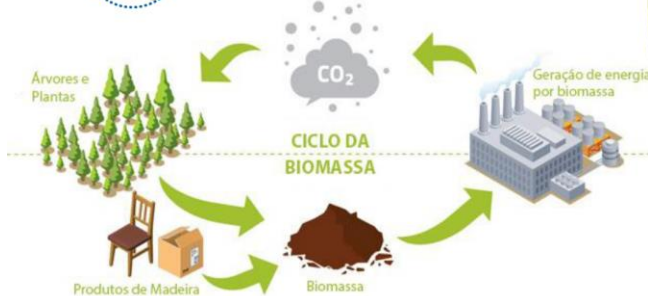 CO2
Árvores e
Plantas
Geração de energia
por biomassa
CICLO DA
BIOMASSA
Produtos de Madeira
Biomassa